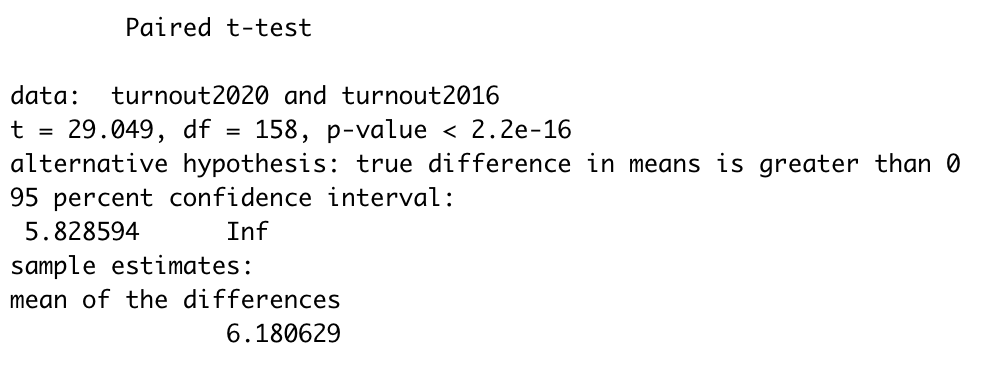 Paired t-test
data:  turnout2020 and turnout2016
t = 29.049, df = 158, p-value < 2.2e-16
alternative hypothesis: true difference in means is greater than 0
95 percent confidence interval:
 5.828594      Inf
sample estimates:
mean of the differences
               6.180629